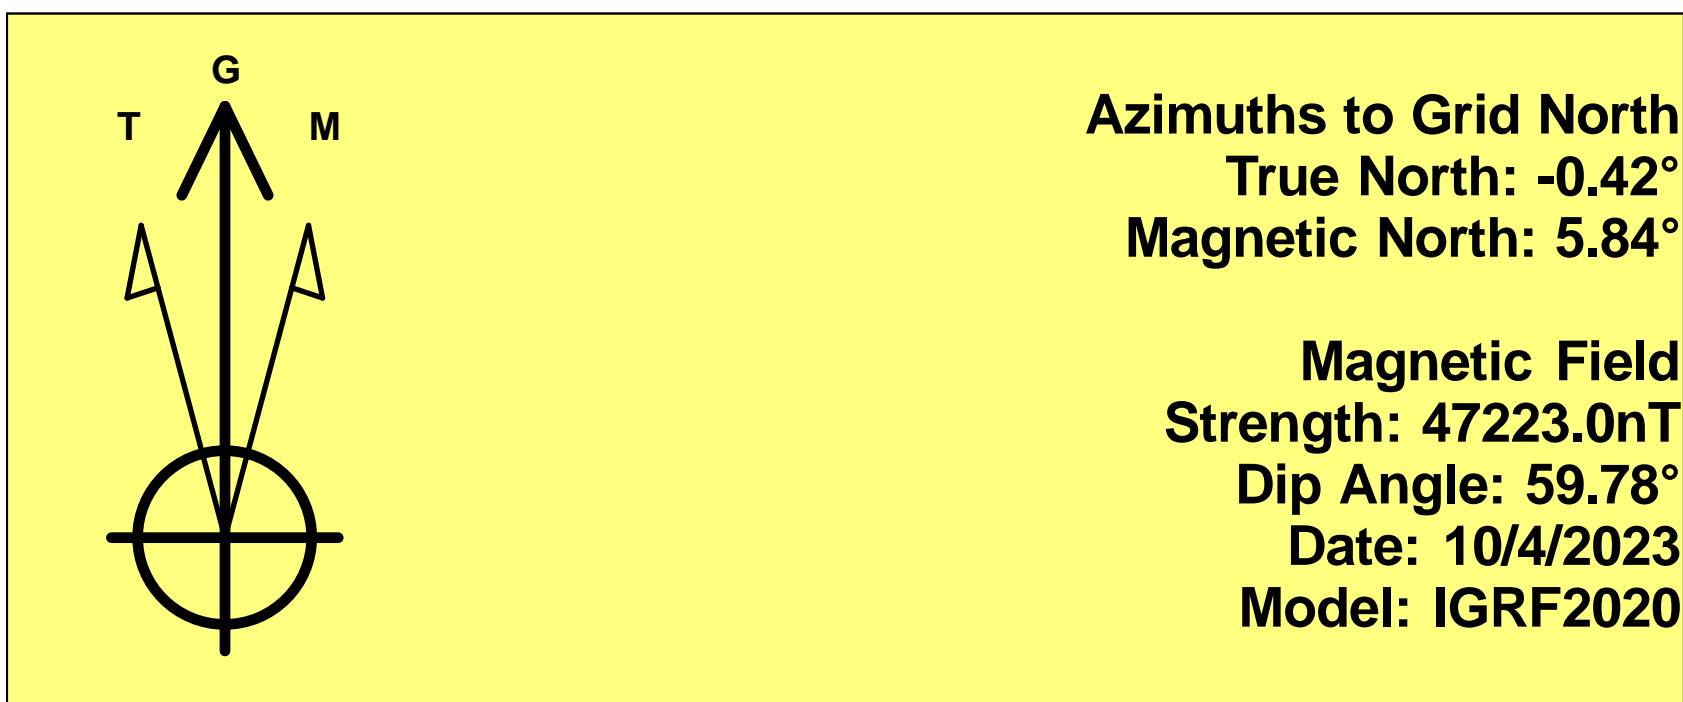 G
T
M
Azimuths to Grid North
True North: -0.42°
Magnetic North: 5.84°
Magnetic Field
Strength: 47223.0nT
Dip Angle: 59.78°
Date: 10/4/2023
Model: IGRF2020